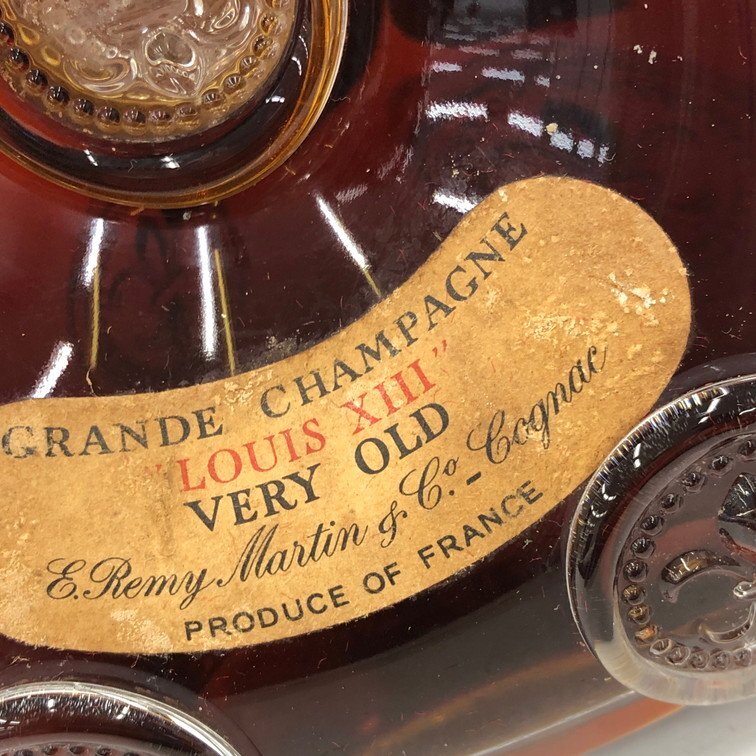 GRANDE CHAMPAGNE
"LOUIS XIII"
VERY OLD
E. Remy Martin & Co. - Cognac
PRODUCE OF FRANCE